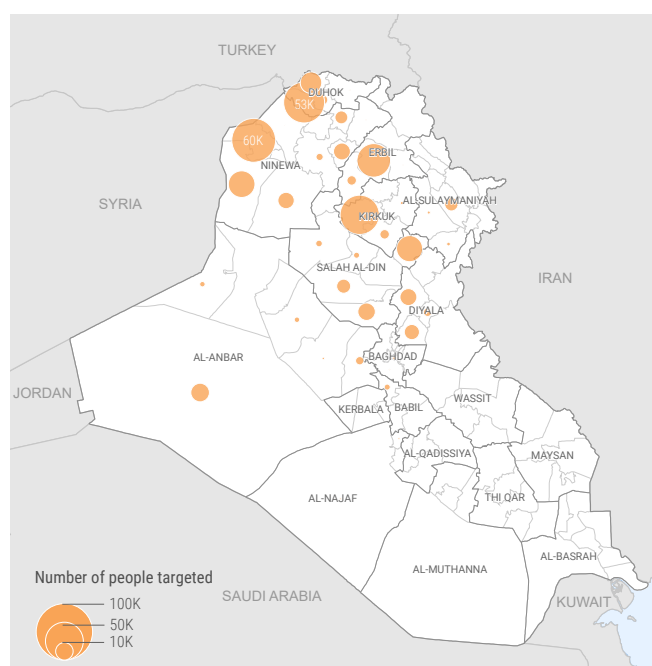 TURKEY
DUHOK
53K
60K
ERBIL
NINEWA
AL-SULAYMANIYAH
SYRIA
KIRKUK
SALAH AL-DIN
IRAN
DIYALA
AL-ANBAR
BAGHDAD
JORDAN
WASSIT
KERBALA
BABIL
AL-QADISSIYA
MAYSAN
AL-NAJAF
THI QAR
AL-BASRAH
AL-MUTHANNA
Number of people targeted
SAUDI ARABIA
KUWAIT
100K
50K
10K